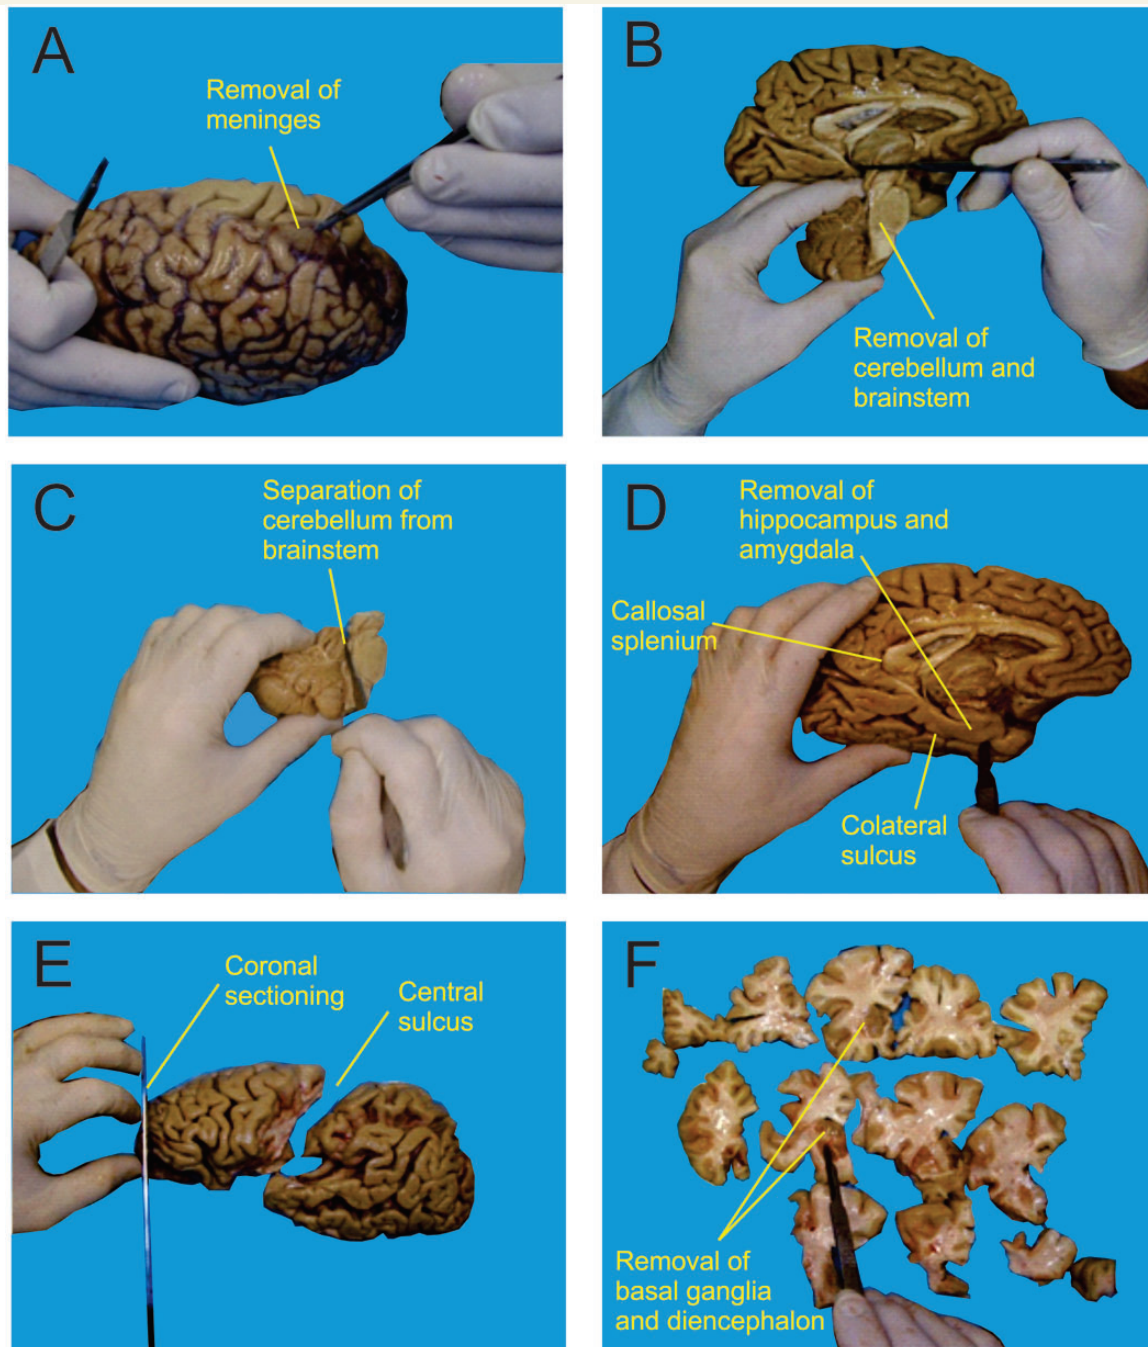 A
Removal of
meninges
B
Removal of
cerebellum and
brainstem
C
Separation of
cerebellum from
brainstem
D
Removal of
hippocampus and
amygdala
Callosal
splenium
Colateral
sulcus
E
Coronal
sectioning
Central
sulcus
F
Removal of
basal ganglia
and diencephalon